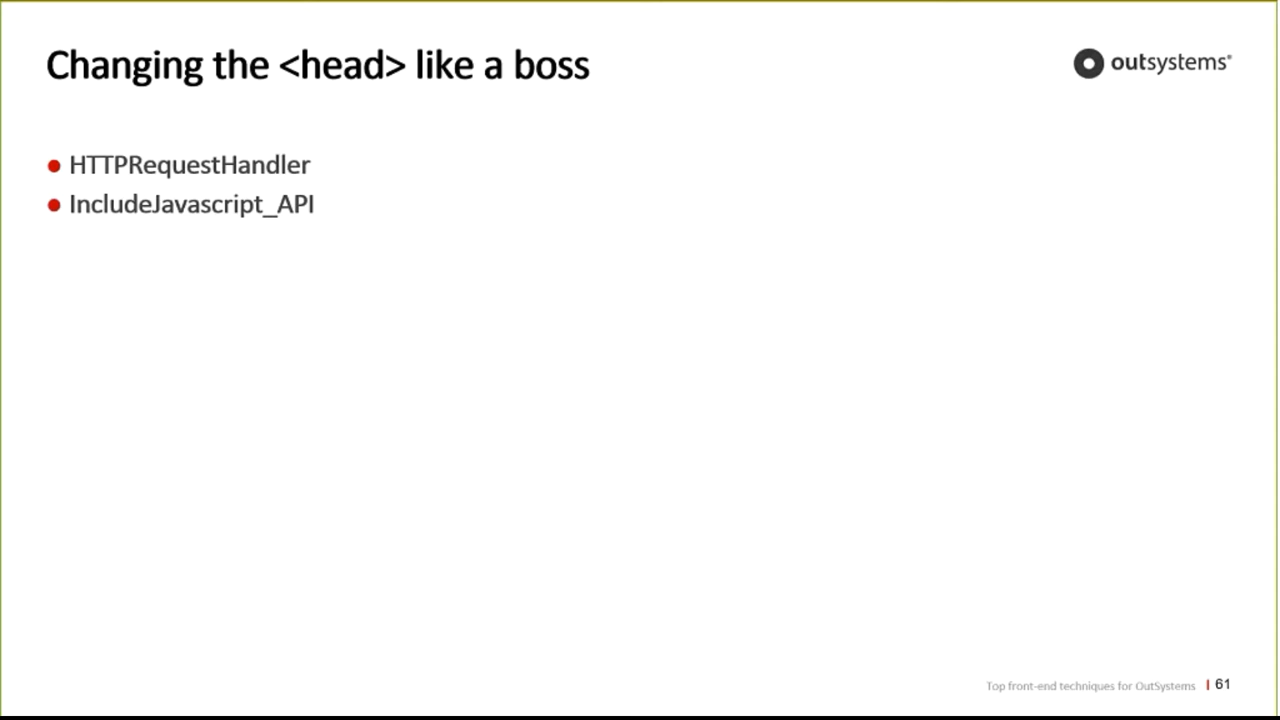 Changing the <head> like a boss
outsystems®
● HTTPRequestHandler
● IncludeJavascript_API
Top front-end techniques for OutSystems | 61